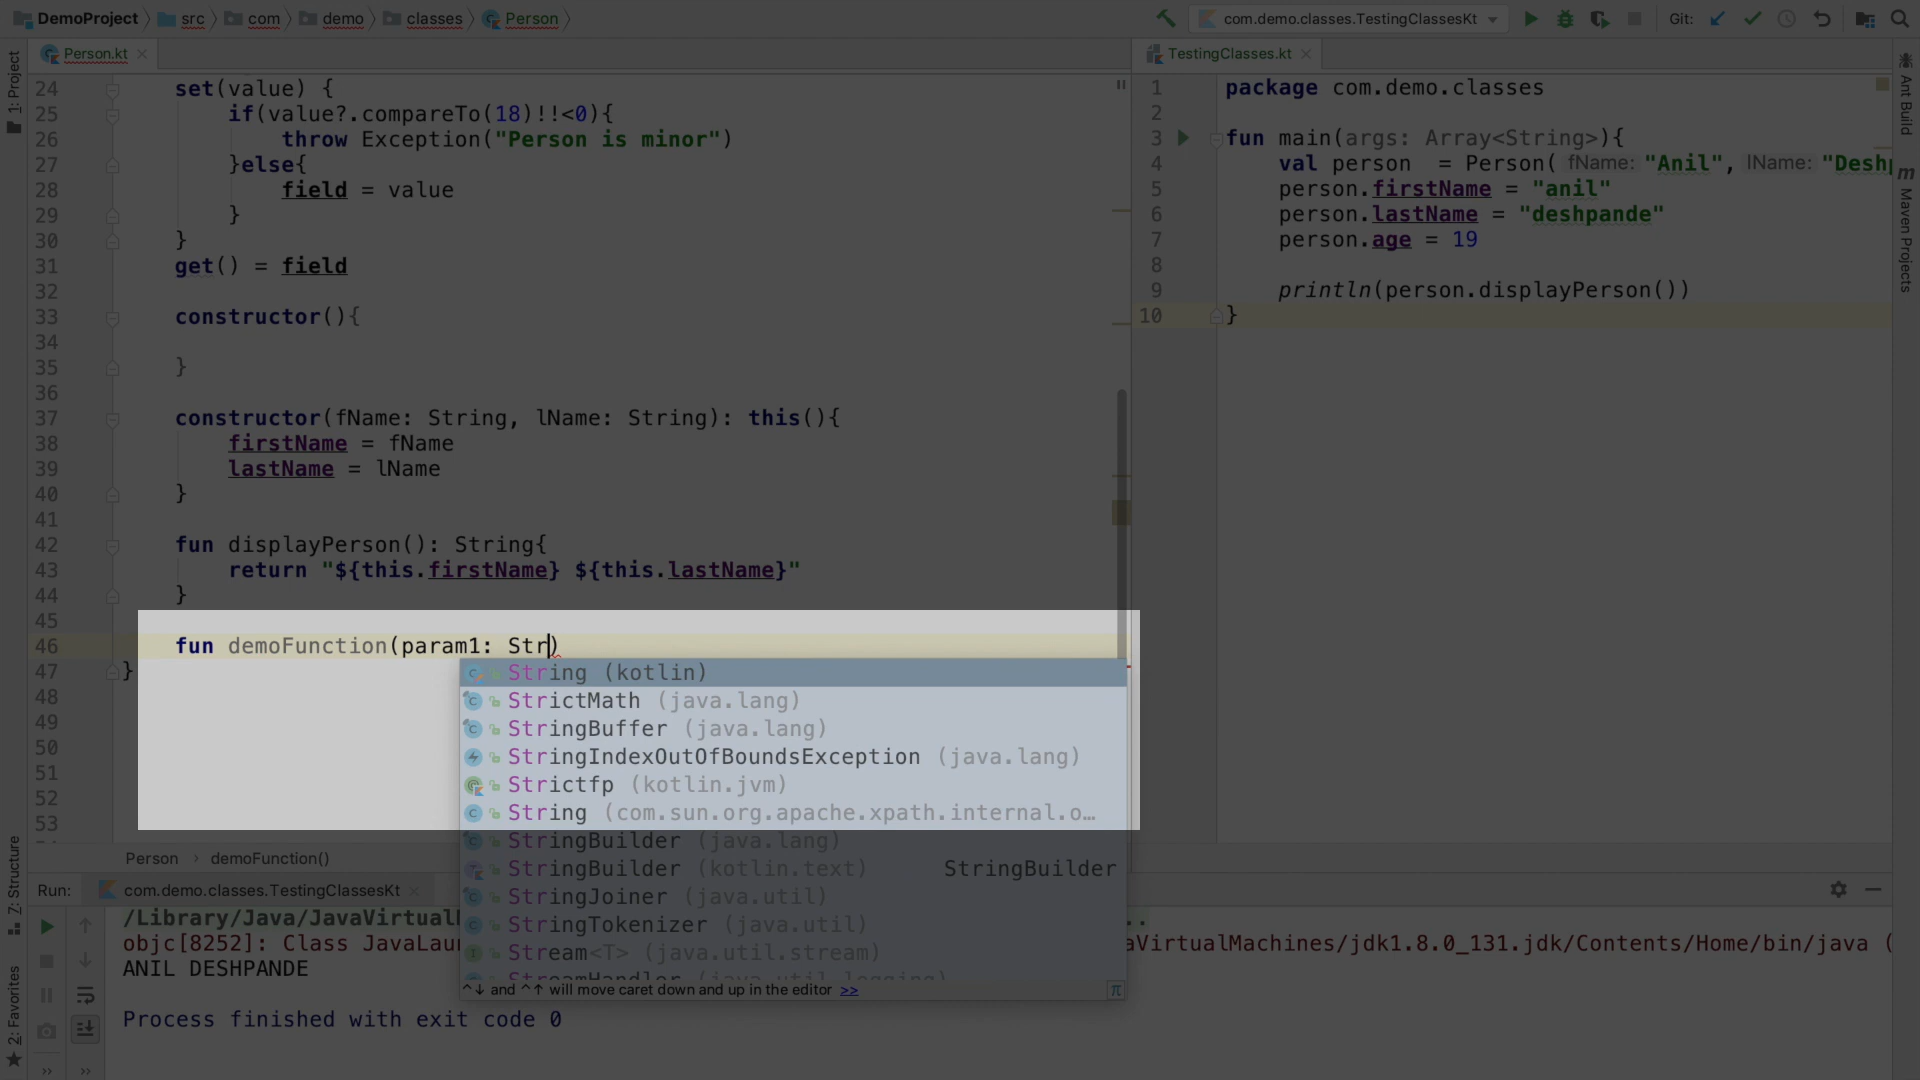 DemoProject src com demo classes Person
com.demo.classes.TestingClassesKt Git:
Person.kt
TestingClasses.kt
1: Project
Ant Build
Maven Projects
24 set(value) {
25 if(value?.compareTo(18)!!<0){
26 throw Exception("Person is minor")
27 }else{
28 field = value
29 }
30 }
31 get() = field
32
33 constructor(){
34
35 }
36
37 constructor(fName: String, lName: String): this(){
38 firstName = fName
39 lastName = lName
40 }
41
42 fun displayPerson(): String{
43 return "${this.firstName} ${this.lastName}"
44 }
45
46 fun demoFunction(param1: Str)
47 }
48
49
50
51
52
53
String (kotlin)
StrictMath (java.lang)
StringBuffer (java.lang)
StringIndexOutOfBoundsException (java.lang)
Strictfp (kotlin.jvm)
String (com.sun.org.apache.xpath.internal.o…
StringBuilder (java.lang)
StringBuilder (kotlin.text) StringBuilder
StringJoiner (java.util)
StringTokenizer (java.util)
Stream<T> (java.util.stream)
StreamHandler (java.util.logging)
^↓ and ^↑ will move caret down and up in the editor >>
π
1 package com.demo.classes
2
3 fun main(args: Array<String>){
4 val person = Person( fName: "Anil", lName: "Deshp
5 person.firstName = "anil"
6 person.lastName = "deshpande"
7 person.age = 19
8
9 println(person.displayPerson())
10 }
Person › demoFunction()
7: Structure
2: Favorites
Run: com.demo.classes.TestingClassesKt
/Library/Java/JavaVirtual ..
objc[8252]: Class JavaLau aVirtualMachines/jdk1.8.0_131.jdk/Contents/Home/bin/java (
ANIL DESHPANDE
Process finished with exit code 0